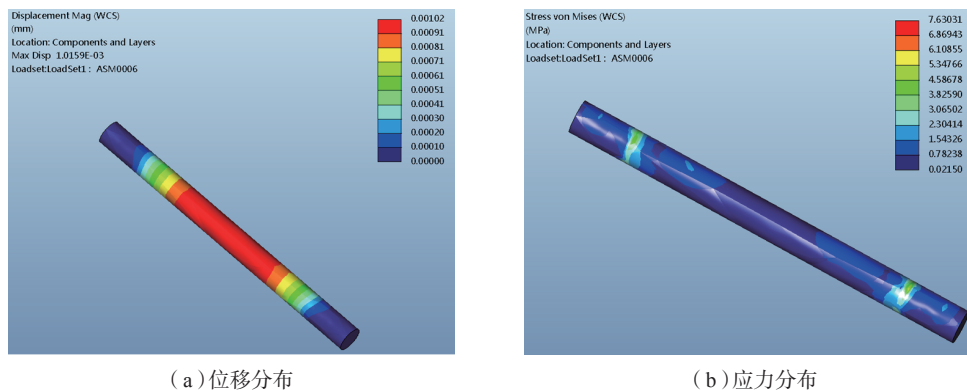 Displacement Mag (WCS)
(mm)
Location: Components and Layers
Max Disp 1.0159E-03
Loadset:LoadSet1 : ASM0006
0.00102
0.00091
0.00081
0.00071
0.00061
0.00051
0.00041
0.00030
0.00020
0.00010
0.00000
(a)位移分布
Stress von Mises (WCS)
(MPa)
Location: Components and Layers
Loadset:LoadSet1 : ASM0006
7.63031
6.86943
6.10855
5.34766
4.58678
3.82590
3.06502
2.30414
1.54326
0.78238
0.02150
(b)应力分布